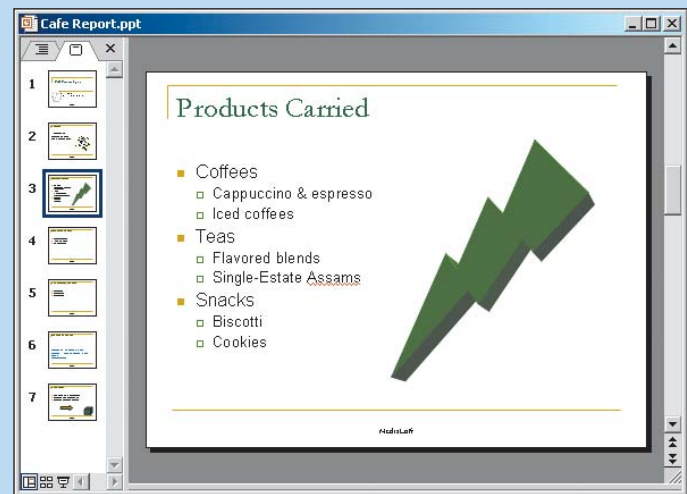 Cafe Report.ppt
1
2
3
4
5
6
7
Products Carried
Coffees
Cappuccino & espresso
Iced coffees
Teas
Flavored blends
Single-Estate Assams
Snacks
Biscotti
Cookies
MediaLoft